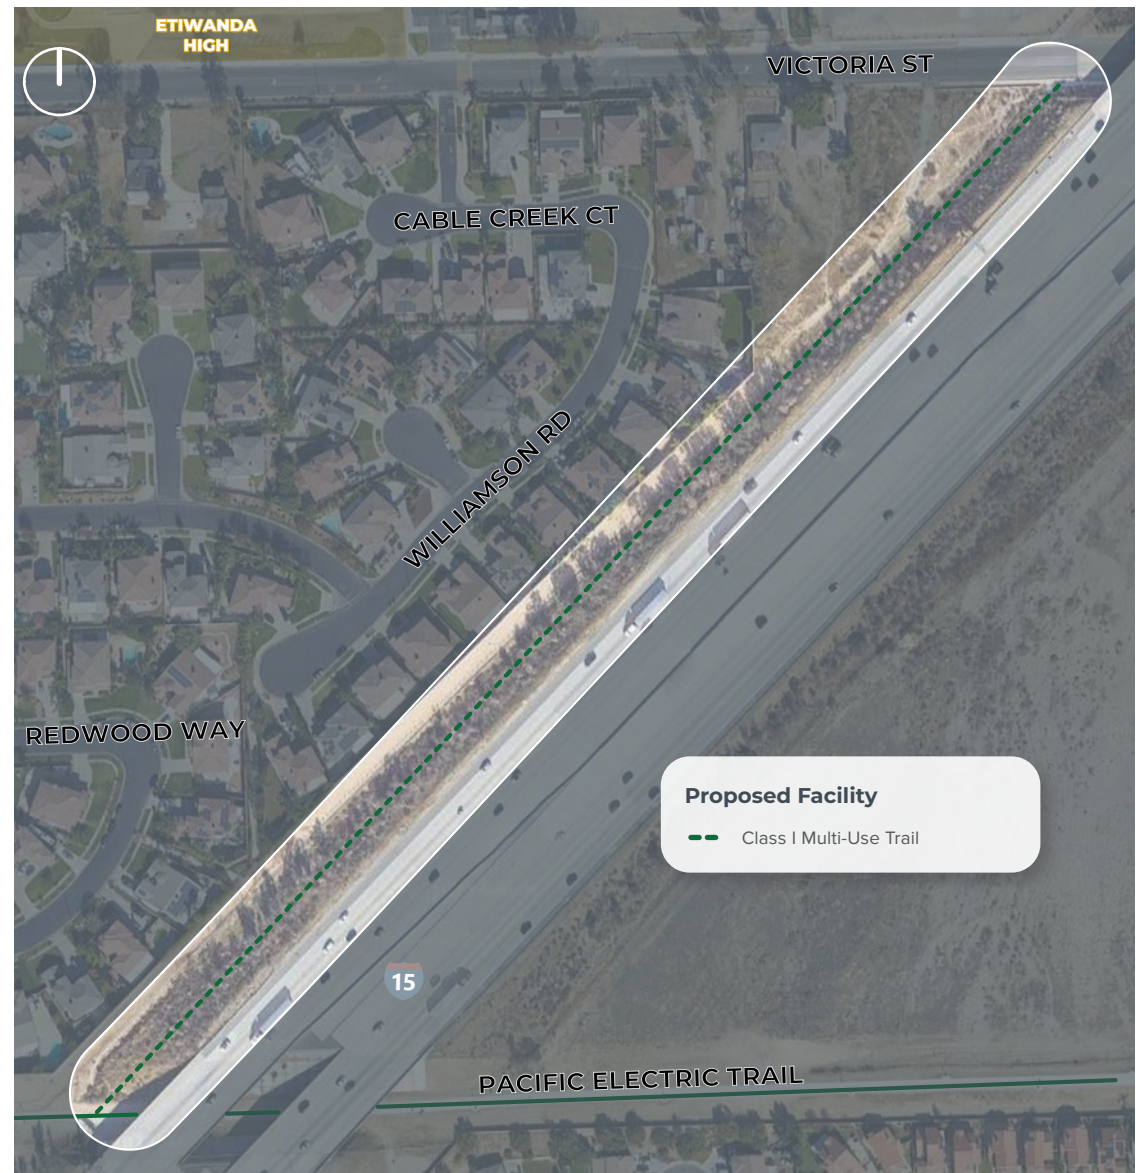 ETIWANDA
HIGH
VICTORIA ST
CABLE CREEK CT
WILLIAMSON RD
REDWOOD WAY
Proposed Facility
Class I Multi-Use Trail
15
PACIFIC ELECTRIC TRAIL